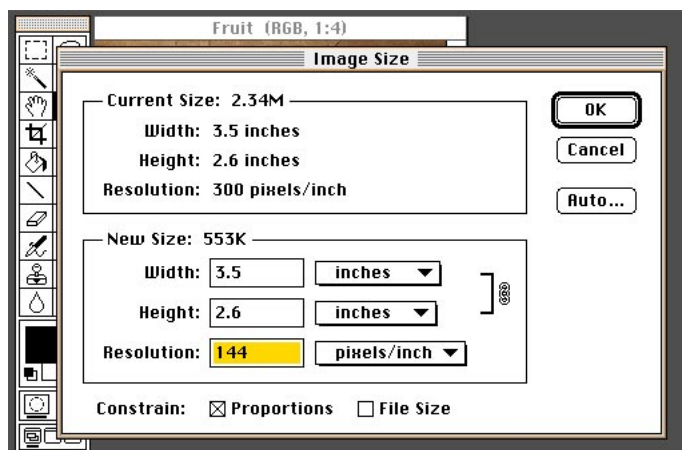 Fruit (RGB, 1:4)
Image Size
Current Size: 2.34M
Width: 3.5 inches
Height: 2.6 inches
Resolution: 300 pixels/inch
OK
Cancel
Auto...
New Size: 553K
Width: 3.5 inches
Height: 2.6 inches
Resolution: 144 pixels/inch
Constrain: Proportions File Size